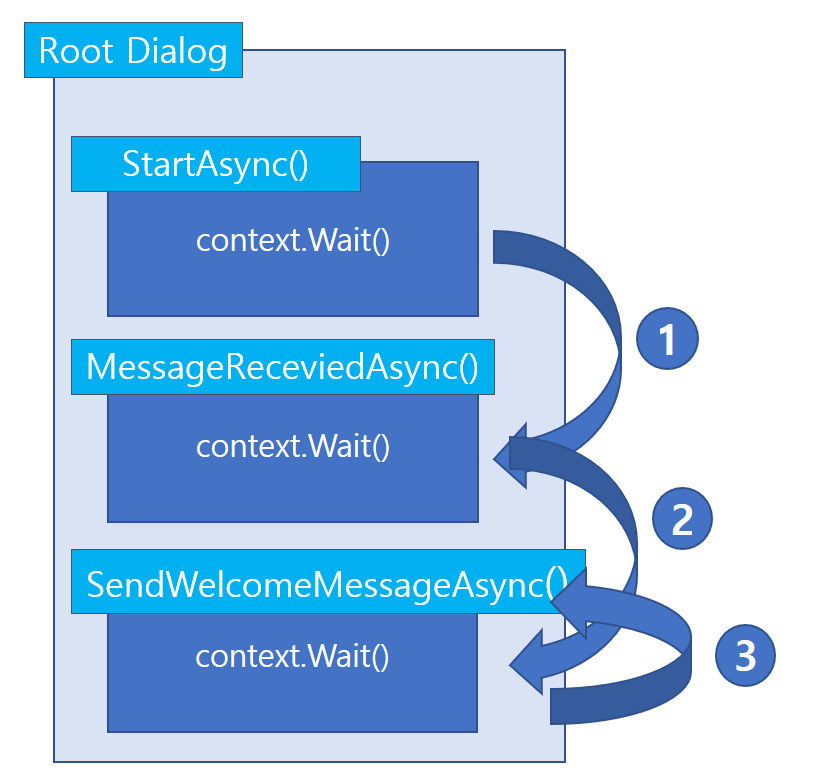 Root Dialog
StartAsync()
context.Wait()
1
MessageReceviedAsync()
context.Wait()
2
SendWelcomeMessageAsync()
context.Wait()
3